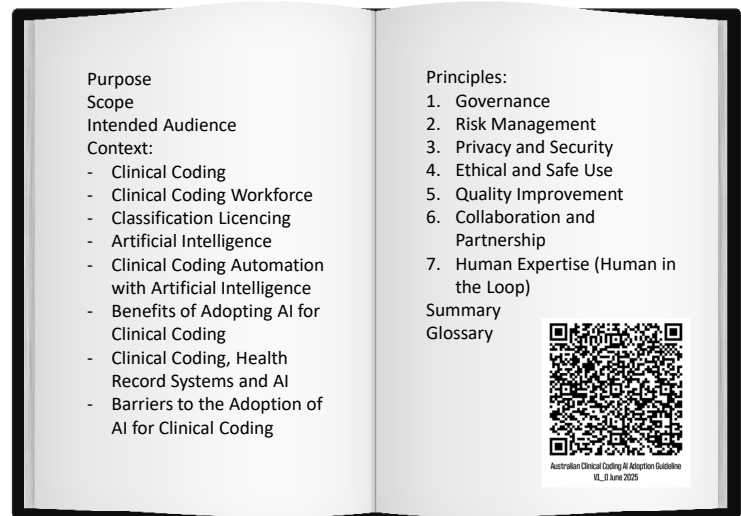 Purpose
Scope
Intended Audience
Context:
- Clinical Coding
- Clinical Coding Workforce
- Classification Licencing
- Artificial Intelligence
- Clinical Coding Automation
with Artificial Intelligence
- Benefits of Adopting AI for
Clinical Coding
- Clinical Coding, Health
Record Systems and AI
- Barriers to the Adoption of
AI for Clinical Coding
Principles:
1. Governance
2. Risk Management
3. Privacy and Security
4. Ethical and Safe Use
5. Quality Improvement
6. Collaboration and
Partnership
7. Human Expertise (Human in
the Loop)
Summary
Glossary
Australian Clinical Coding AI Adoption Guideline
V1_0 June 2025